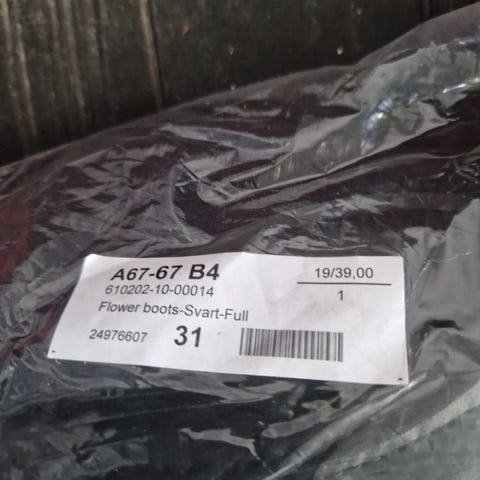 A67-67 B4
19/39,00
610202-10-00014
1
Flower boots-Svart-Full
24976607
31